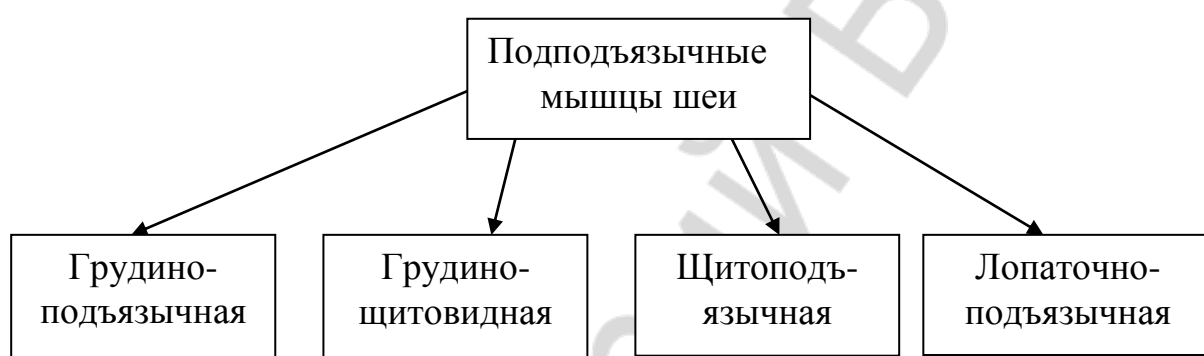 Подподъязычные
мышцы шеи
Грудино-
подъязычная
Грудино-
щитовидная
Щитоподъ-
язычная
Лопаточно-
подъязычная